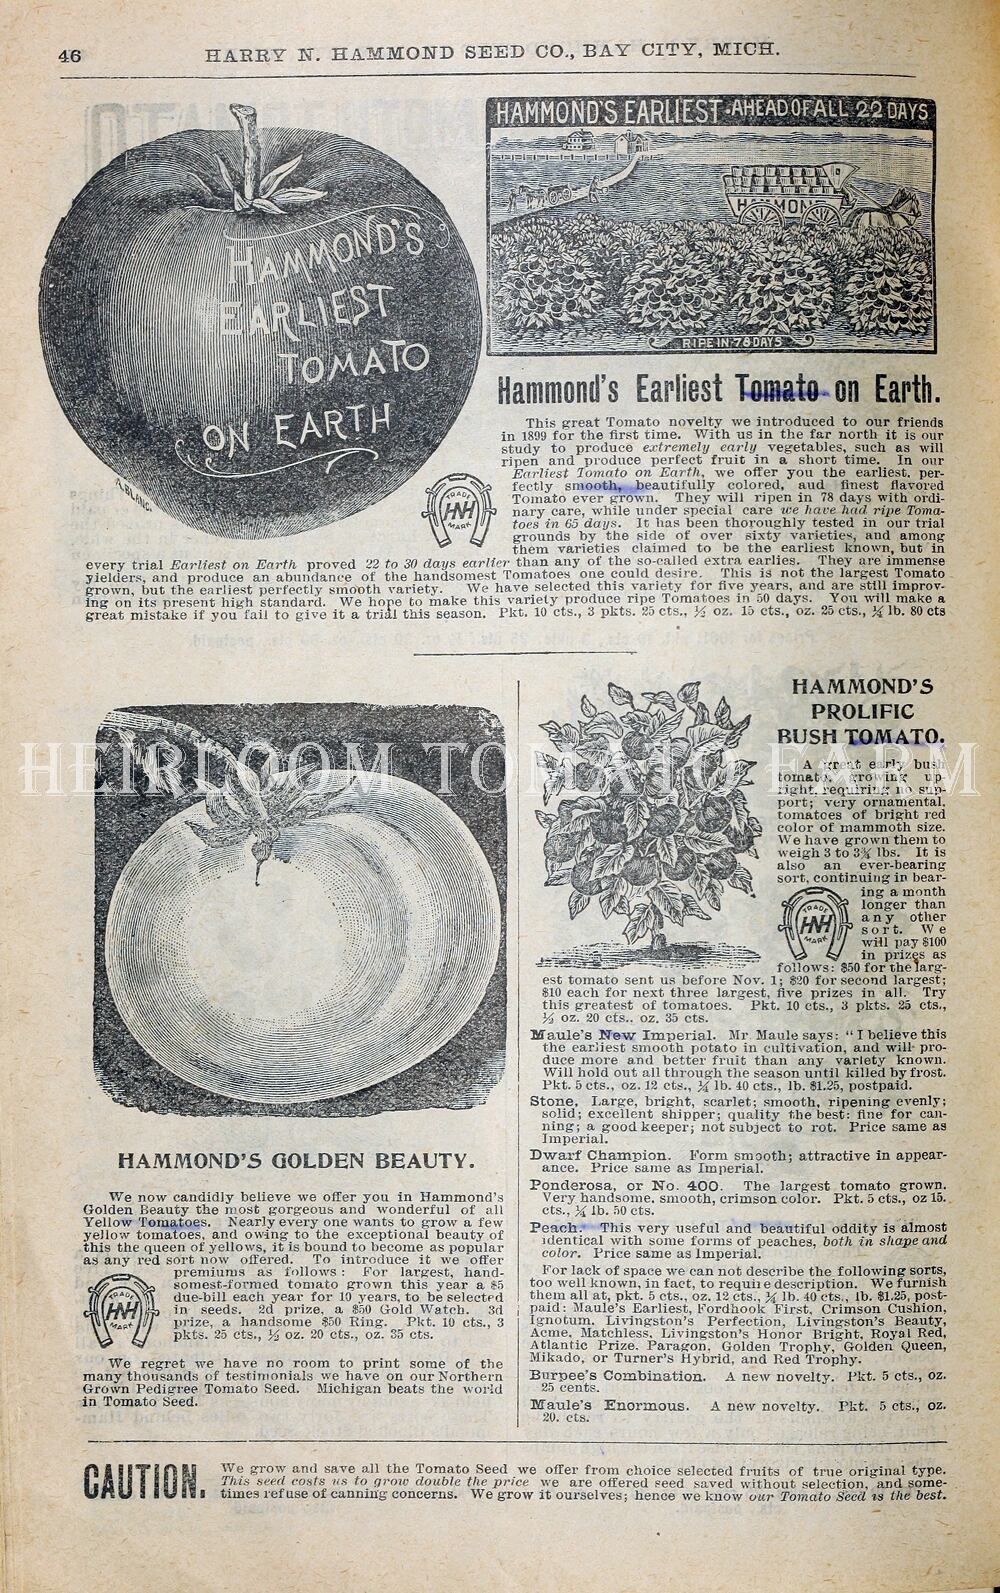 46
HARRY N. HAMMOND SEED CO., BAY CITY, MICH.
HAMMOND'S
EARLIEST
TOMATO
ON EARTH
A. BLANC.
HAMMOND'S EARLIEST - AHEAD OF ALL 22 DAYS
HAMMOND
RIPE IN 78 DAYS
Hammond's Earliest Tomato on Earth.
This great Tomato novelty we introduced to our friends
in 1899 for the first time. With us in the far north it is our
study to produce extremely early vegetables, such as will
ripen and produce perfect fruit in a short time. In our
Earliest Tomato on Earth, we offer you the earliest, per-
fectly smooth, beautifully colored, and finest flavored
Tomato ever grown. They will ripen in 78 days with ordi-
nary care, while under special care we have had ripe Toma-
toes in 65 days. It has been thoroughly tested in our trial
grounds by the side of over sixty varieties, and among
them varieties claimed to be the earliest known, but in
TRADE
HNH
MARK
every trial Earliest on Earth proved 22 to 30 days earlier than any of the so-called extra earlies. They are immense
yielders, and produce an abundance of the handsomest Tomatoes one could desire. This is not the largest Tomato
grown, but the earliest perfectly smooth variety. We have selected this variety for five years, and are still improv-
ing on its present high standard. We hope to make this variety produce ripe Tomatoes in 50 days. You will make a
great mistake if you fail to give it a trial this season. Pkt. 10 cts., 3 pkts. 25 cts., ½ oz. 15 cts., oz. 25 cts., ¼ lb. 80 cts
HEIRLOOM TOMATO FARM
HAMMOND'S GOLDEN BEAUTY.
We now candidly believe we offer you in Hammond's
Golden Beauty the most gorgeous and wonderful of all
Yellow Tomatoes. Nearly every one wants to grow a few
yellow tomatoes, and owing to the exceptional beauty of
this the queen of yellows, it is bound to become as popular
as any red sort now offered. To introduce it we offer
premiums as follows: For largest, hand-
somest-formed tomato grown this year a $5
due-bill each year for 10 years, to be selected
in seeds. 2d prize, a $50 Gold Watch. 3d
prize, a handsome $50 Ring. Pkt. 10 cts., 3
pkts. 25 cts., ½ oz. 20 cts., oz. 35 cts.
TRADE
HNH
MARK
We regret we have no room to print some of the
many thousands of testimonials we have on our Northern
Grown Pedigree Tomato Seed. Michigan beats the world
in Tomato Seed.
HAMMOND'S
PROLIFIC
BUSH TOMATO.
A great early bush
tomato, growing up-
right, requiring no sup-
port; very ornamental.
tomatoes of bright red
color of mammoth size.
We have grown them to
weigh 3 to 3¼ lbs. It is
also an ever-bearing
sort, continuing in bear-
ing a month
longer than
any other
sort. We
will pay $100
in prizes as
TRADE
HNH
MARK
follows: $50 for the larg-
est tomato sent us before Nov. 1; $20 for second largest;
$10 each for next three largest, five prizes in all. Try
this greatest of tomatoes. Pkt. 10 cts., 3 pkts. 25 cts.,
½ oz. 20 cts.. oz. 35 cts.
Maule's New Imperial. Mr Maule says: "I believe this
the earliest smooth potato in cultivation, and will pro-
duce more and better fruit than any variety known.
Will hold out all through the season until killed by frost.
Pkt. 5 cts., oz. 12 cts., ¼ lb. 40 cts., lb. $1.25, postpaid.
Stone. Large, bright, scarlet; smooth, ripening evenly;
solid; excellent shipper; quality the best: fine for can-
ning; a good keeper; not subject to rot. Price same as
Imperial.
Dwarf Champion. Form smooth; attractive in appear-
ance. Price same as Imperial.
Ponderosa, or No. 400. The largest tomato grown.
Very handsome, smooth, crimson color. Pkt. 5 cts., oz 15.
cts., ¼ lb. 50 cts.
Peach. This very useful and beautiful oddity is almost
identical with some forms of peaches, both in shape and
color. Price same as Imperial.
For lack of space we can not describe the following sorts,
too well known, in fact, to require description. We furnish
them all at, pkt. 5 cts., oz. 12 cts., ¼ lb. 40 cts., lb. $1.25, post-
paid: Maule's Earliest, Fordhook First, Crimson Cushion,
Ignotum, Livingston's Perfection, Livingston's Beauty,
Acme, Matchless, Livingston's Honor Bright, Royal Red,
Atlantic Prize, Paragon, Golden Trophy, Golden Queen,
Mikado, or Turner's Hybrid, and Red Trophy.
Burpee's Combination. A new novelty. Pkt. 5 cts., oz.
25 cents.
Maule's Enormous. A new novelty. Pkt. 5 cts., oz.
20. cts.
CAUTION.
We grow and save all the Tomato Seed we offer from choice selected fruits of true original type.
This seed costs us to grow double the price we are offered seed saved without selection, and some-
times refuse of canning concerns. We grow it ourselves; hence we know our Tomato Seed is the best.